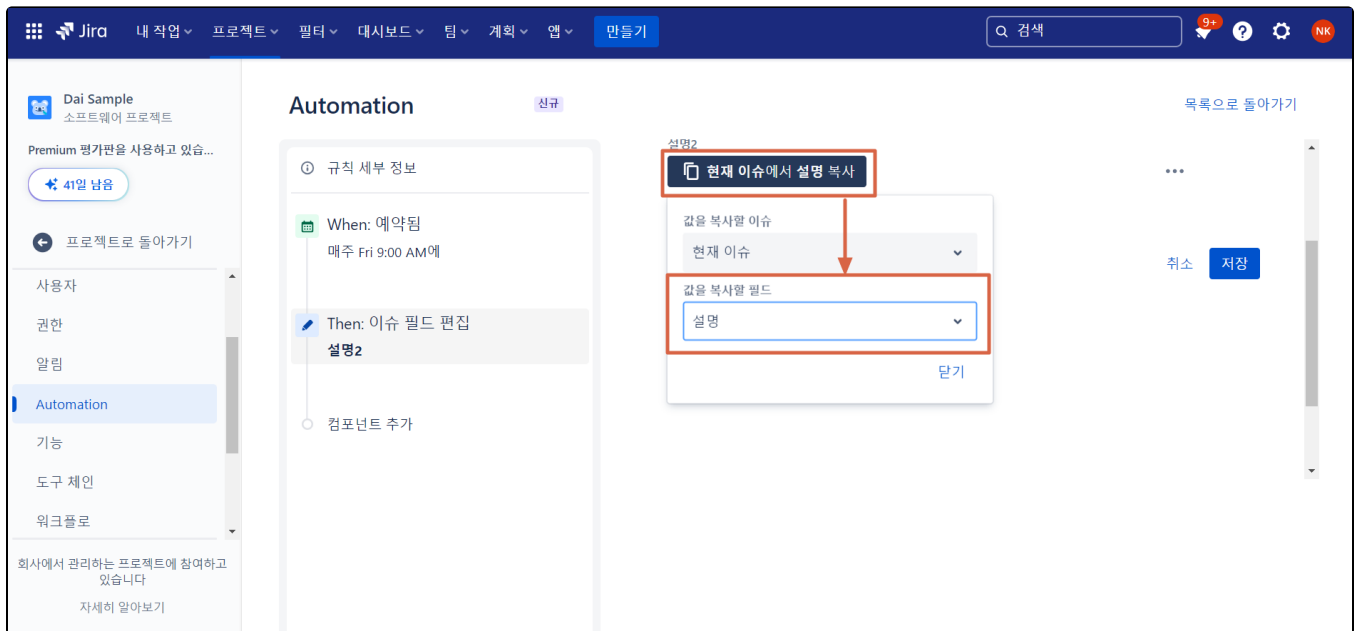 Jira 내 작업 프로젝트 필터 대시보드 팀 계획 앱 만들기 검색 9+ NK
Dai Sample
소프트웨어 프로젝트
Premium 평가판을 사용하고 있습...
41일 남음
프로젝트로 돌아가기
사용자
권한
알림
Automation
기능
도구 체인
워크플로
회사에서 관리하는 프로젝트에 참여하고
있습니다
자세히 알아보기
Automation 신규 목록으로 돌아가기
규칙 세부 정보
When: 예약됨
매주 Fri 9:00 AM에
Then: 이슈 필드 편집
설명2
컴포넌트 추가
설명2
현재 이슈에서 설명 복사
값을 복사할 이슈
현재 이슈
값을 복사할 필드
설명
닫기
취소 저장